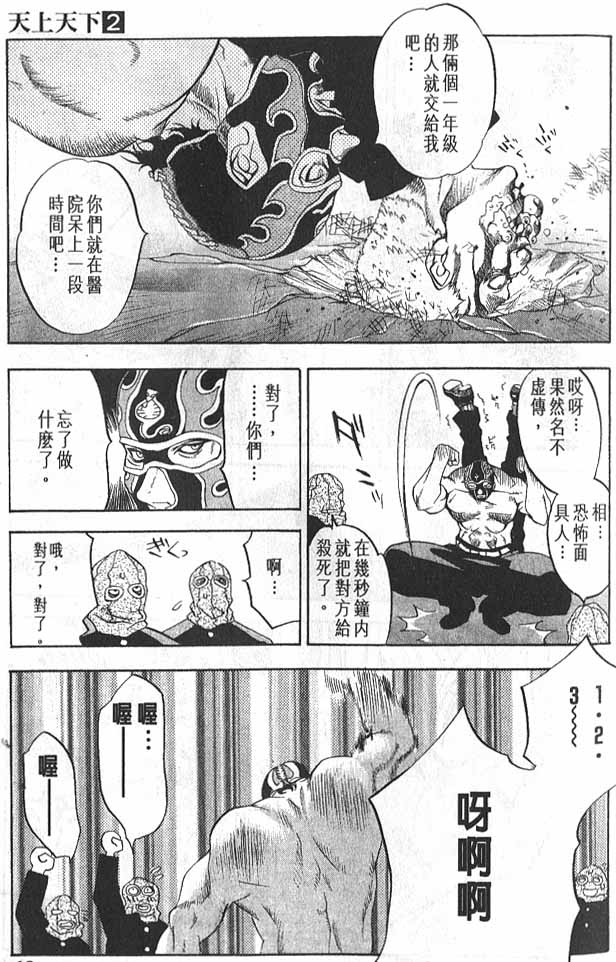 天上天下2
那倆個一年級
的人就交給我
吧…
你們就在醫
院呆上一段
時間吧…
哎呀…
果然名不
虛傳，
相…
恐怖面
具人…
在幾秒鐘内
就把對方給
殺死了。
對了，
……你們…
忘了做
什麼了。
啊…
ぎくっ
哦，
對了，對了。
1．2．
3
呀啊啊
喔…
喔——
喔——